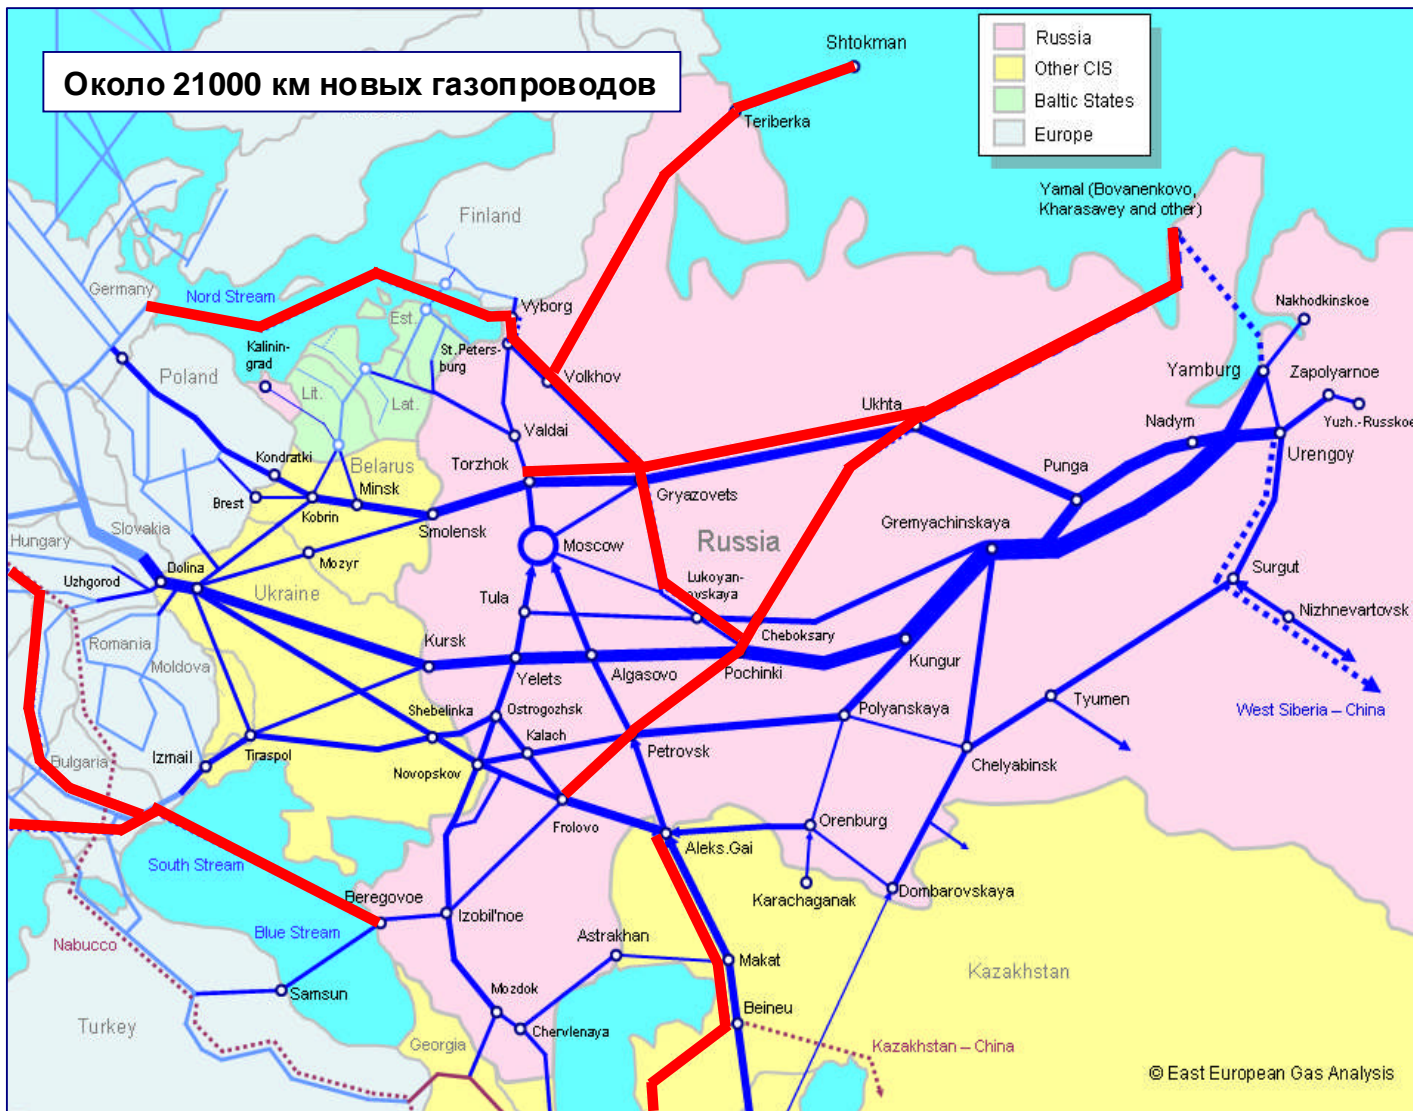 Около 21000 км новых газопроводов
Shtokman
Russia
Other CIS
Baltic States
Europe
Teriberka
Yamal (Bovanenkovo,
Kharasavey and other)
Finland
Germany
Nord Stream
Vyborg
Nakhodkinskoe
Est.
St.Peters-
burg
Kalinin-
grad
Volkhov
Yamburg
Zapolyarnoe
Poland
Lit.
Lat.
Ukhta
Yuzh.-Russkoe
Valdai
Nadym
Urengoy
Kondratki
Belarus
Torzhok
Punga
Brest
Minsk
Gryazovets
Kobrin
Smolensk
Gremyachinskaya
Slovakia
Hungary
Moscow
Russia
Mozyr
Dolina
Uzhgorod
Ukraine
Tula
Lukoyan-
ovskaya
Surgut
Nizhnevartovsk
Romania
Moldova
Kursk
Cheboksary
Kungur
Yelets
Algasovo
Pochinki
Tyumen
Shebelinka
Ostrogozhsk
Polyanskaya
West Siberia – China
Kalach
Petrovsk
Bulgaria
Izmail
Tiraspol
Novopskov
Chelyabinsk
Frolovo
Orenburg
Aleks.Gai
South Stream
Beregovoe
Karachaganak
Dombarovskaya
Izobil'noe
Blue Stream
Nabucco
Astrakhan
Makat
Kazakhstan
Samsun
Mozdok
Beineu
Turkey
Chervlenaya
Georgia
Kazakhstan – China
© East European Gas Analysis